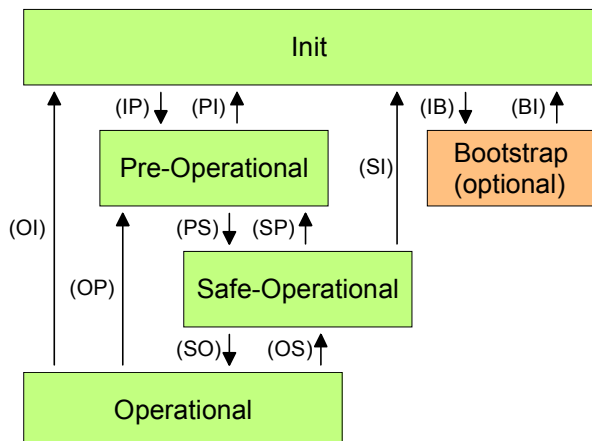 Init
(IP)
(PI)
(IB)
(BI)
Pre-Operational
Bootstrap
(optional)
(SI)
(OI)
(PS)
(SP)
(OP)
Safe-Operational
(SO)
(OS)
Operational